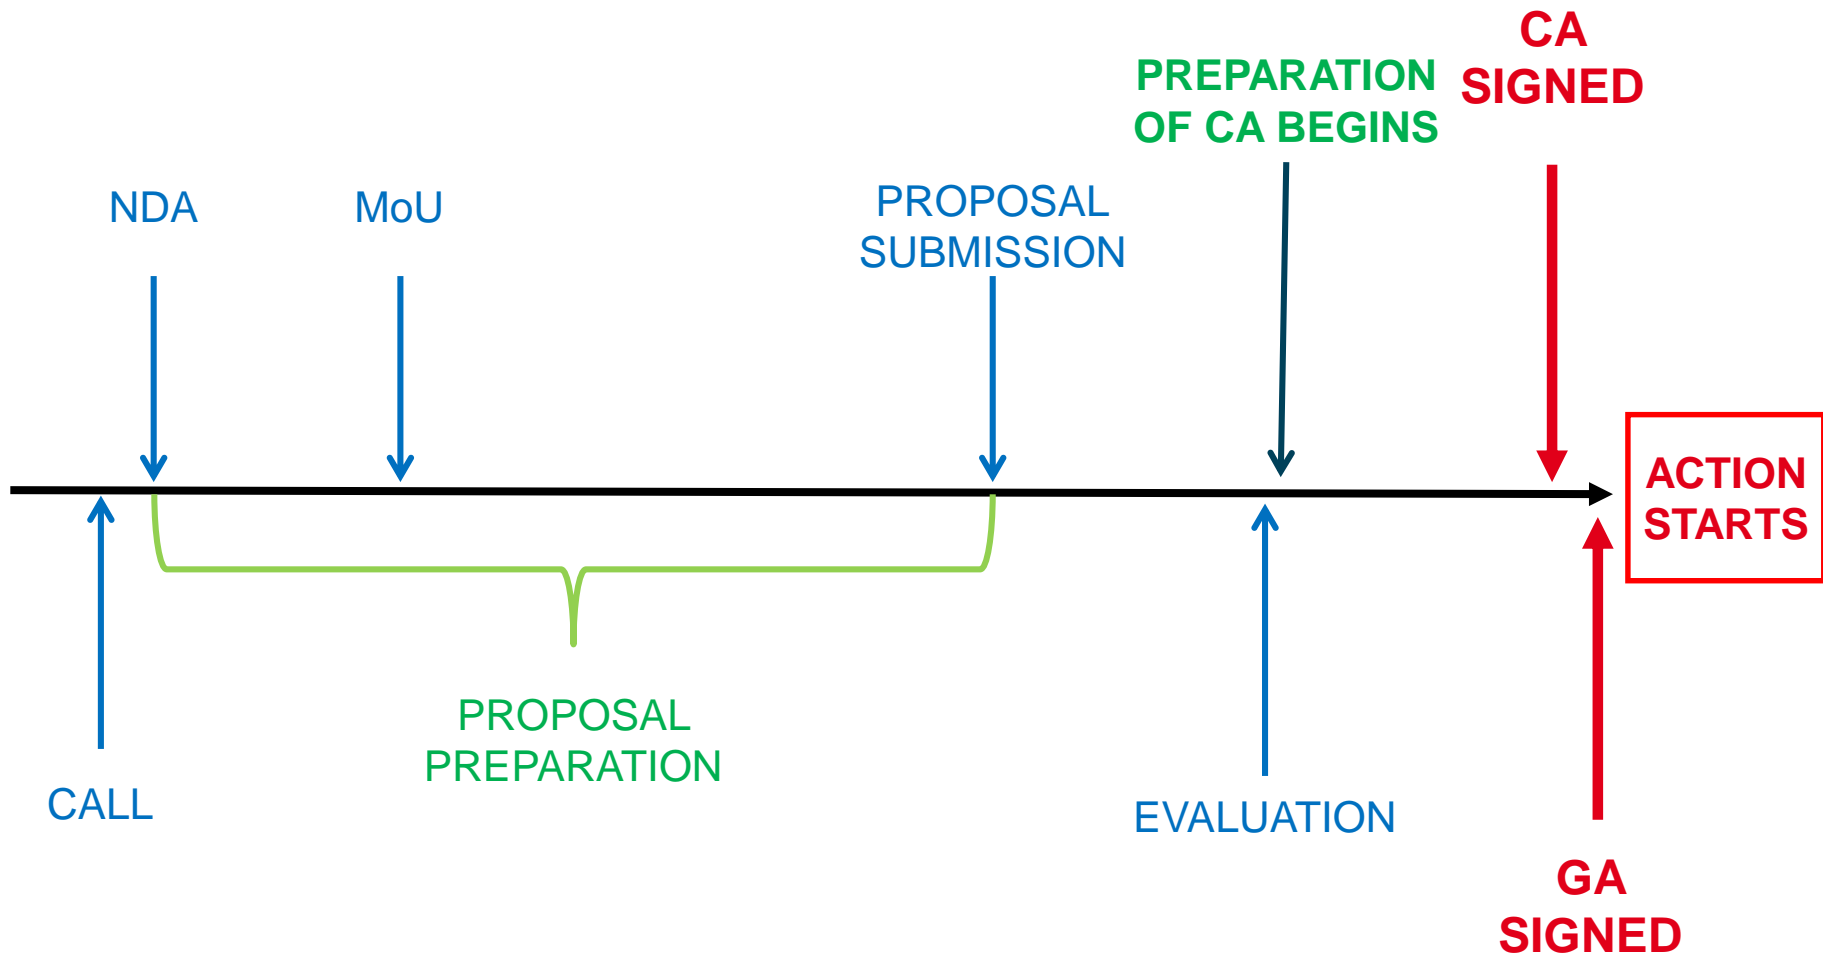 CA
SIGNED
PREPARATION
OF CA BEGINS
NDA
MoU
PROPOSAL
SUBMISSION
ACTION
STARTS
PROPOSAL
PREPARATION
CALL
EVALUATION
GA
SIGNED